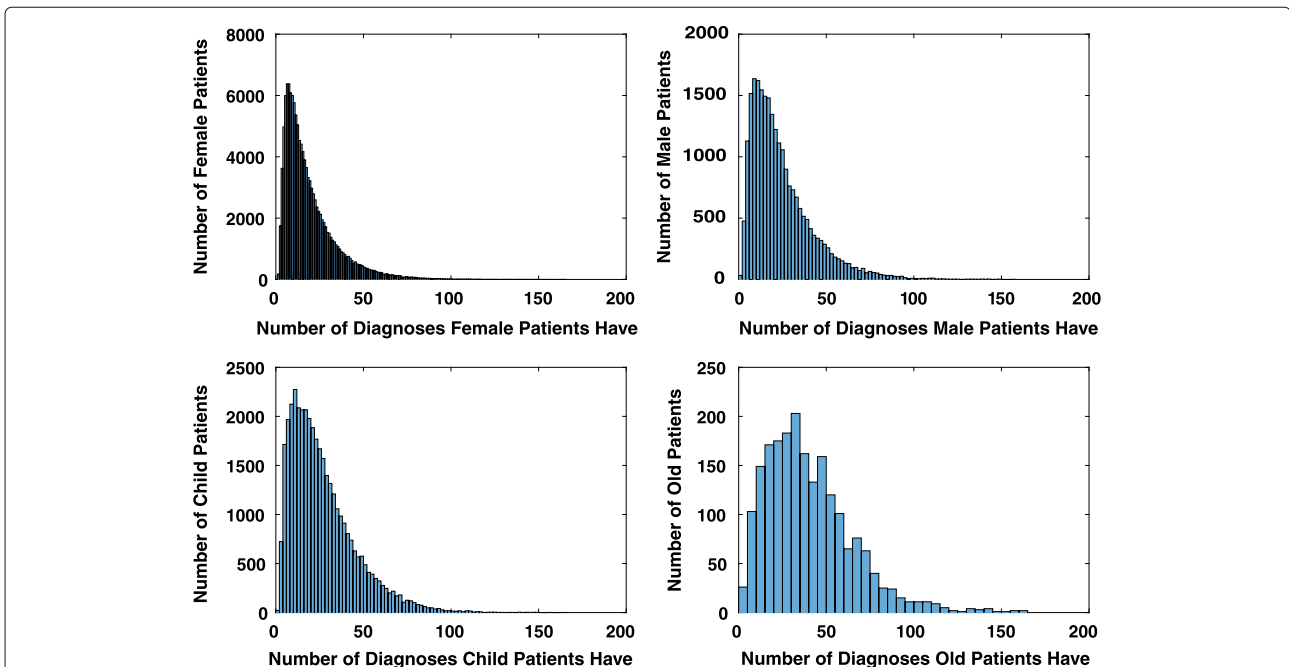 8000
6000
4000
2000
0
0 50 100 150 200
Number of Female Patients
Number of Diagnoses Female Patients Have
2000
1500
1000
500
0
0 50 100 150 200
Number of Male Patients
Number of Diagnoses Male Patients Have
2500
2000
1500
1000
500
0
0 50 100 150 200
Number of Child Patients
Number of Diagnoses Child Patients Have
250
200
150
100
50
0
0 50 100 150 200
Number of Old Patients
Number of Diagnoses Old Patients Have